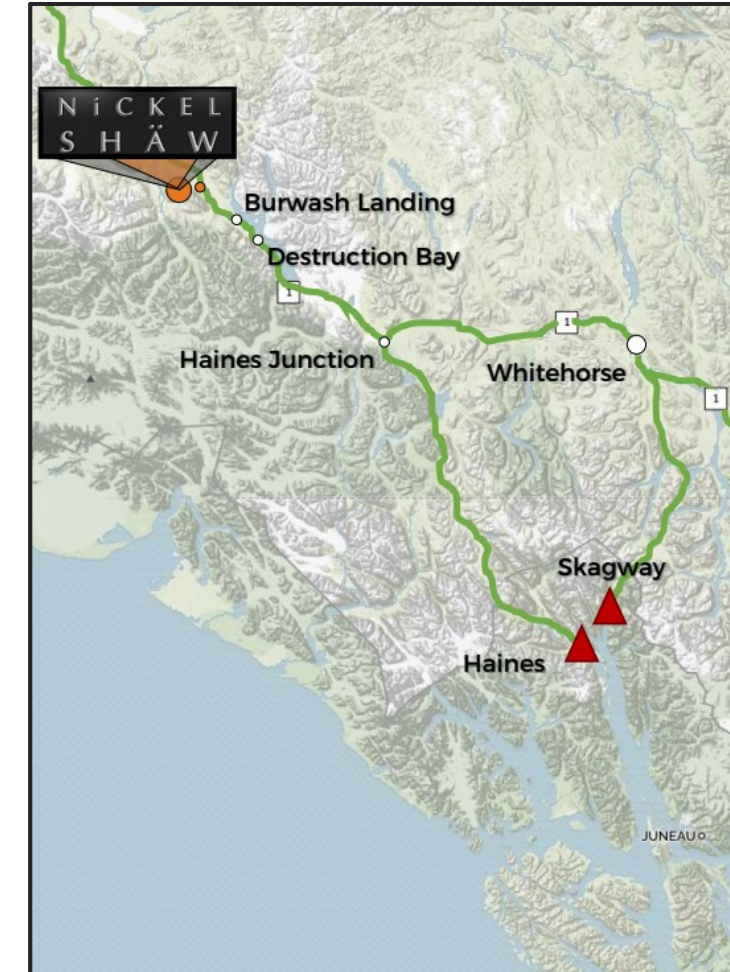 NiCKEL
SHÄW
Burwash Landing
Destruction Bay
1
1
Haines Junction
Whitehorse
1
Skagway
Haines
JUNEAU